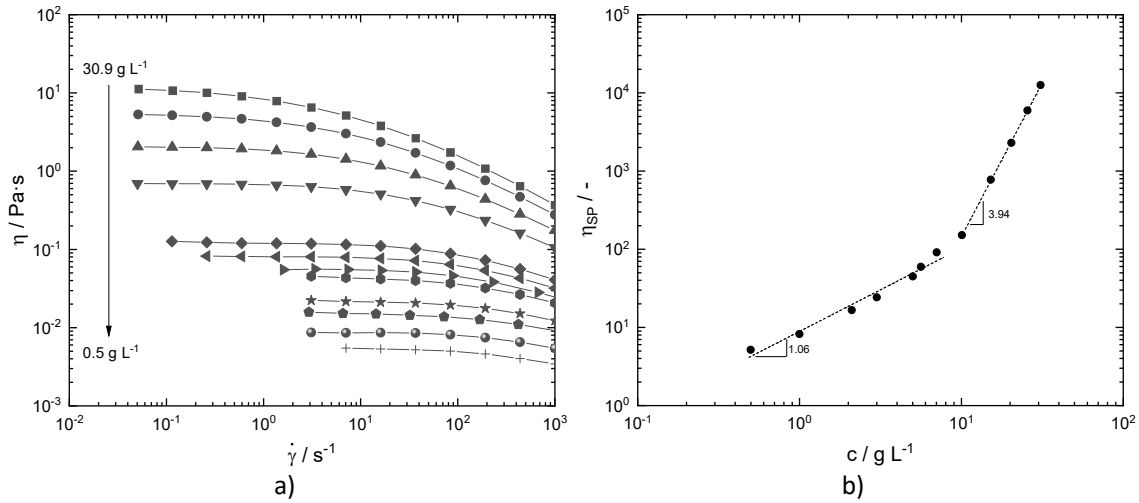 10²
10¹
10⁰
10⁻¹
10⁻²
10⁻³
η / Pa·s
30.9 g L⁻¹
0.5 g L⁻¹
10⁻² 10⁻¹ 10⁰ 10¹ 10² 10³
γ̇ / s⁻¹
a)
10⁵
10⁴
10³
10²
10¹
10⁰
η_SP / -
3.94
1.06
10⁻¹ 10⁰ 10¹ 10²
c / g L⁻¹
b)